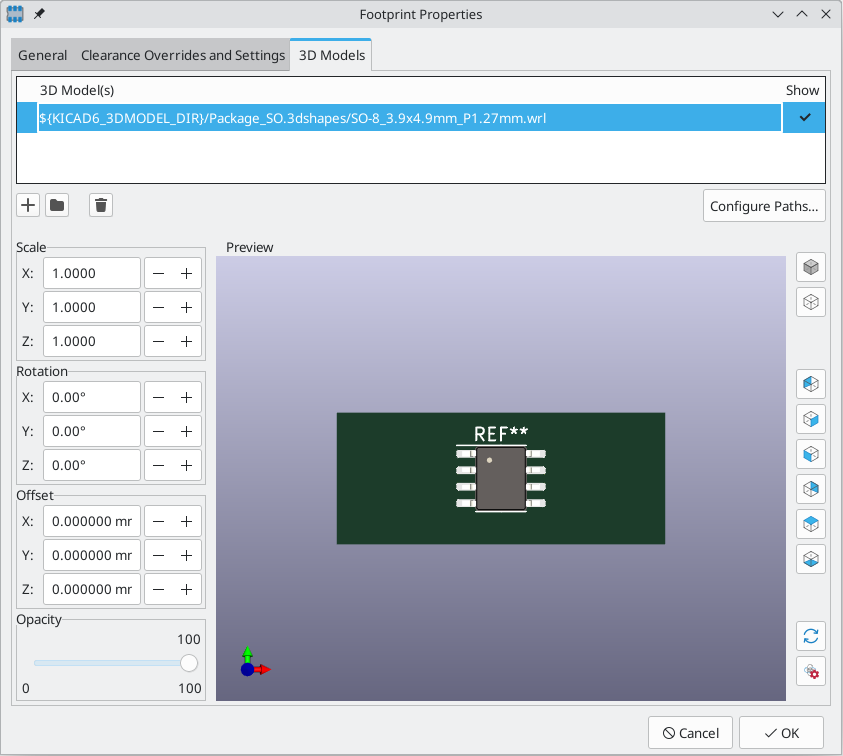 Footprint Properties
General Clearance Overrides and Settings 3D Models
3D Model(s) Show
${KICAD6_3DMODEL_DIR}/Package_SO.3dshapes/SO-8_3.9x4.9mm_P1.27mm.wrl
Configure Paths...
Scale
Preview
X: 1.0000
Y: 1.0000
Z: 1.0000
Rotation
X: 0.00°
Y: 0.00°
Z: 0.00°
REF**
Offset
X: 0.000000 mr
Y: 0.000000 mr
Z: 0.000000 mr
Opacity
100
0 100
Cancel OK